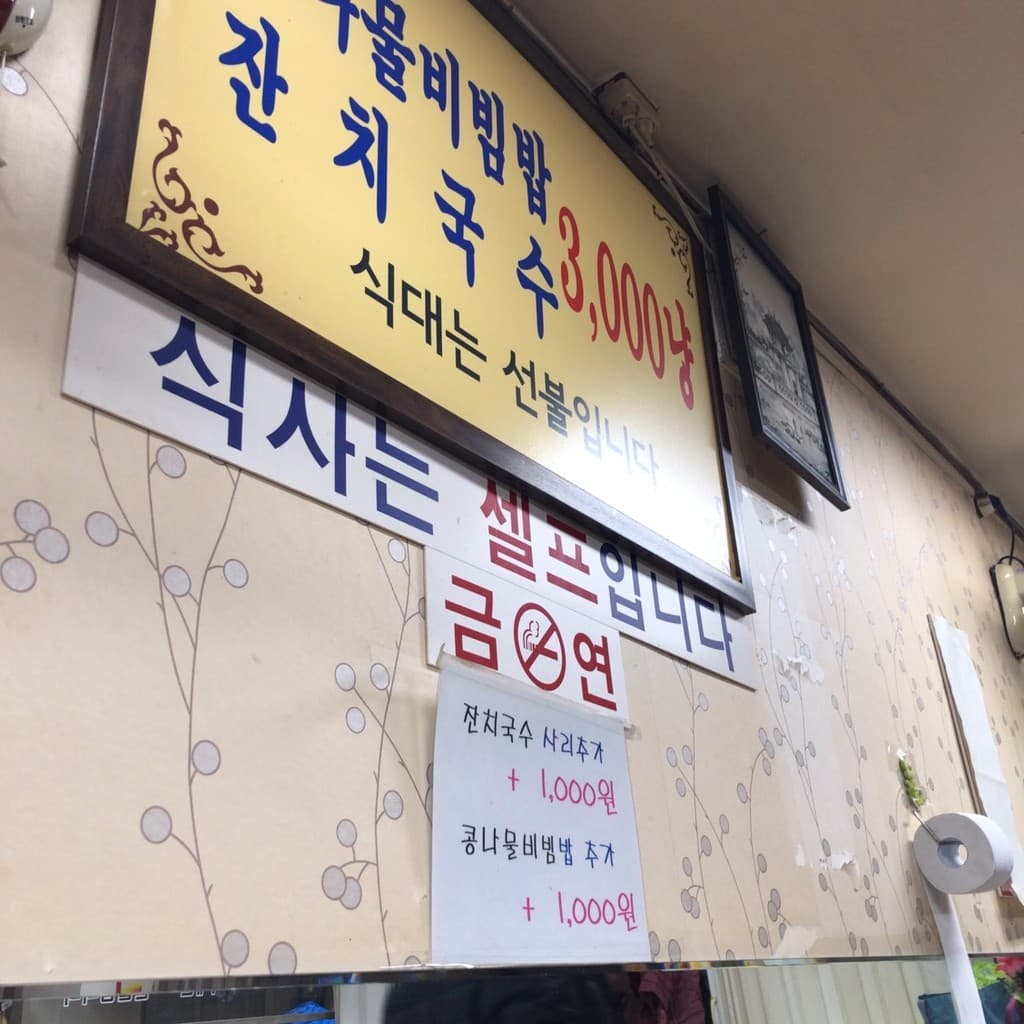 나물비빔밥
잔치국수 3,000냥
식대는 선불입니다
식사는 셀프입니다
금연
잔치국수 사리추가
+ 1,000원
콩나물비빔밥 추가
+ 1,000원